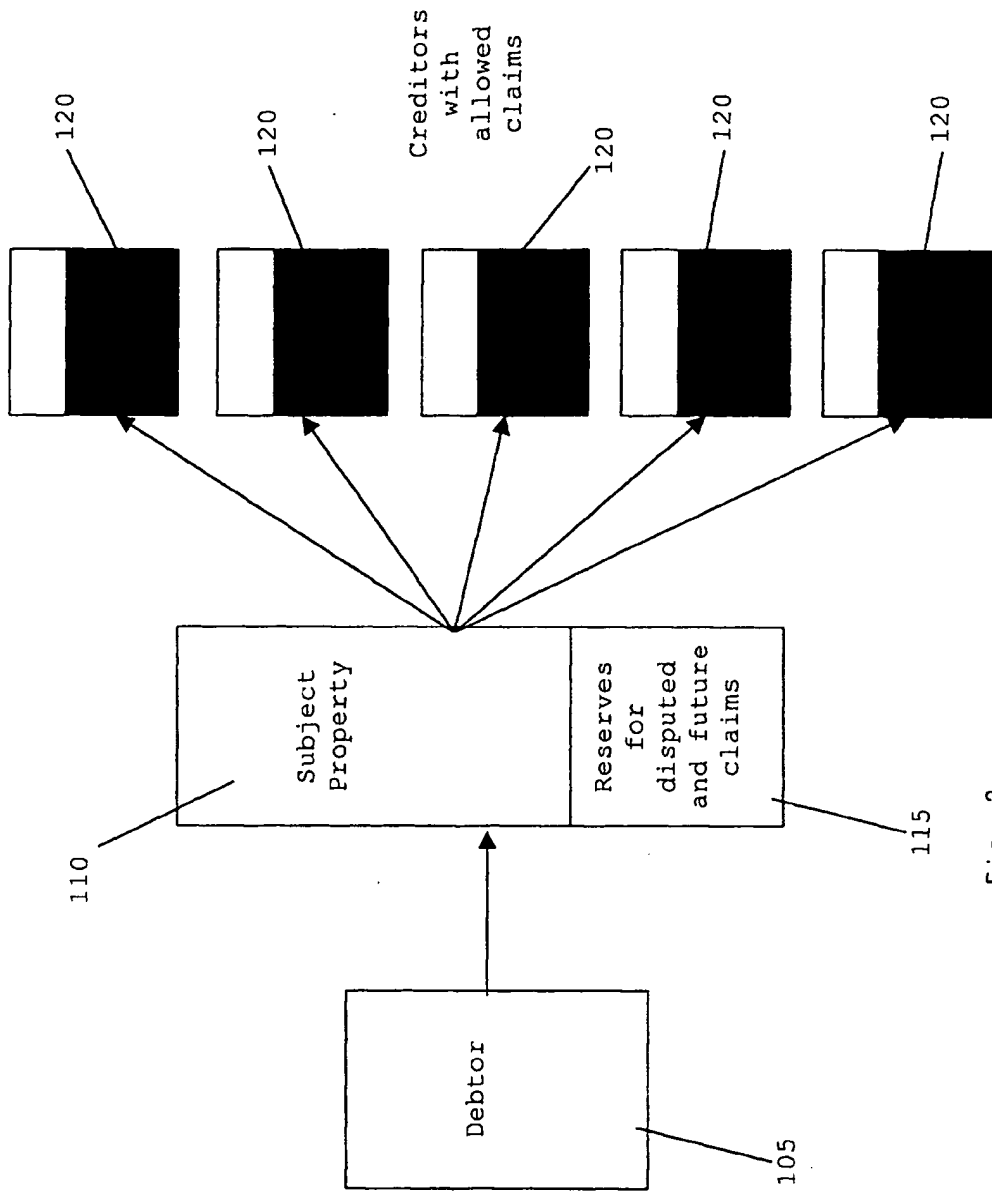 120
110
120
Creditors
with
allowed
claims
Subject
Property
Debtor
120
Reserves
for
disputed
and future
claims
120
105
115
120